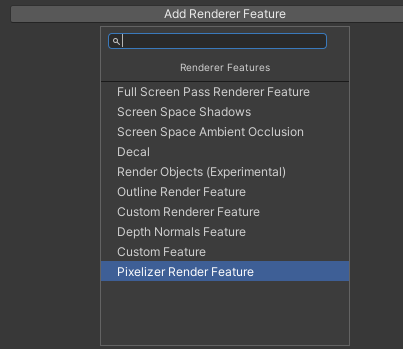 Add Renderer Feature
Renderer Features
Full Screen Pass Renderer Feature
Screen Space Shadows
Screen Space Ambient Occlusion
Decal
Render Objects (Experimental)
Outline Render Feature
Custom Renderer Feature
Depth Normals Feature
Custom Feature
Pixelizer Render Feature